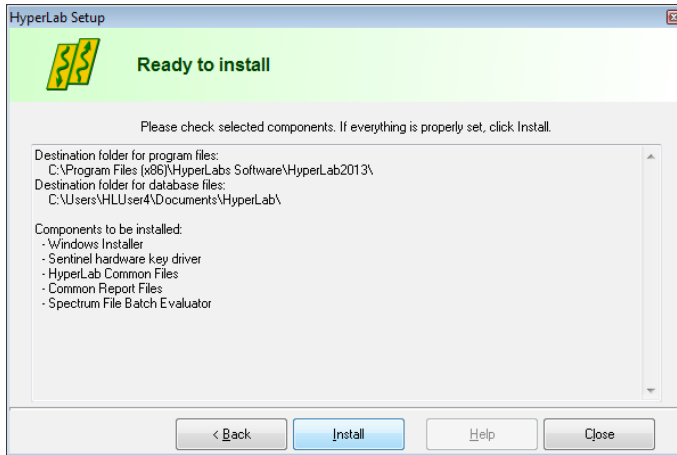 HyperLab Setup
Ready to install
Please check selected components. If everything is properly set, click Install.
Destination folder for program files:
C:\Program Files (x86)\HyperLabs Software\HyperLab2013\
Destination folder for database files:
C:\Users\HLUser4\Documents\HyperLab\
Components to be installed:
- Windows Installer
- Sentinel hardware key driver
- HyperLab Common Files
- Common Report Files
- Spectrum File Batch Evaluator
< Back
Install
Help
Close